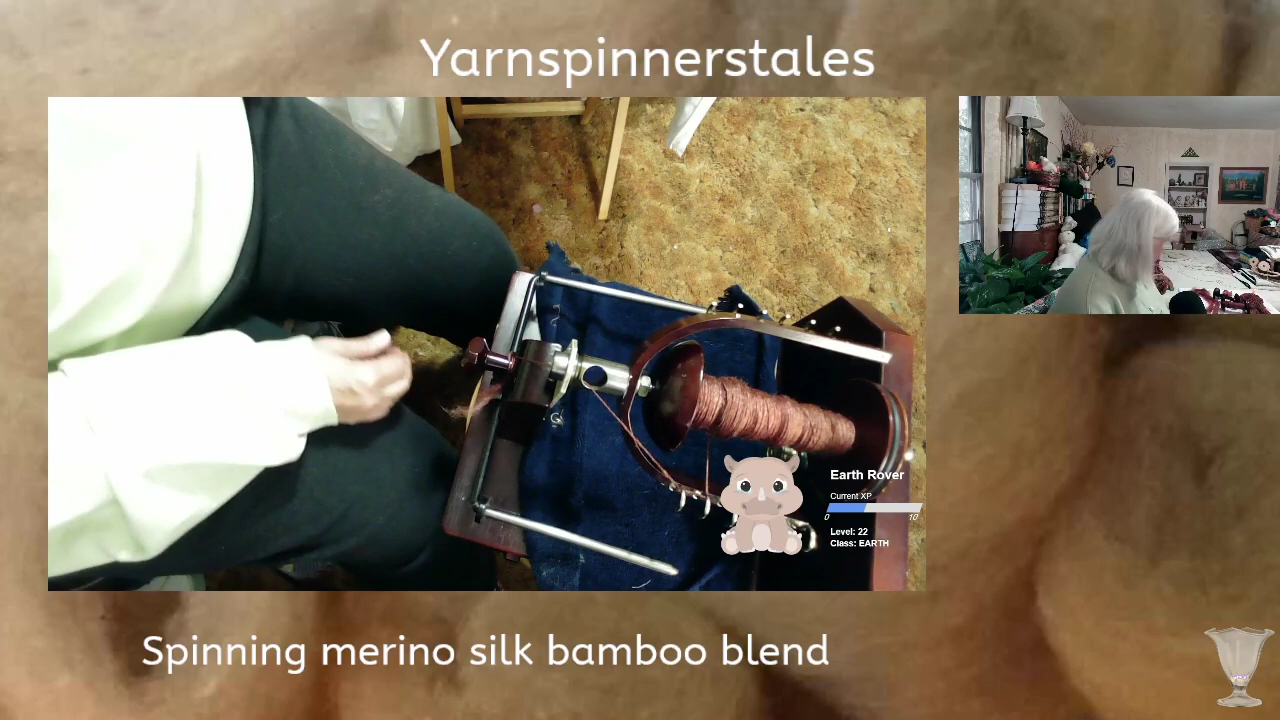 Yarnspinnerstales
Earth Rover
Current XP
0 10
Level: 22
Class: EARTH
Spinning merino silk bamboo blend